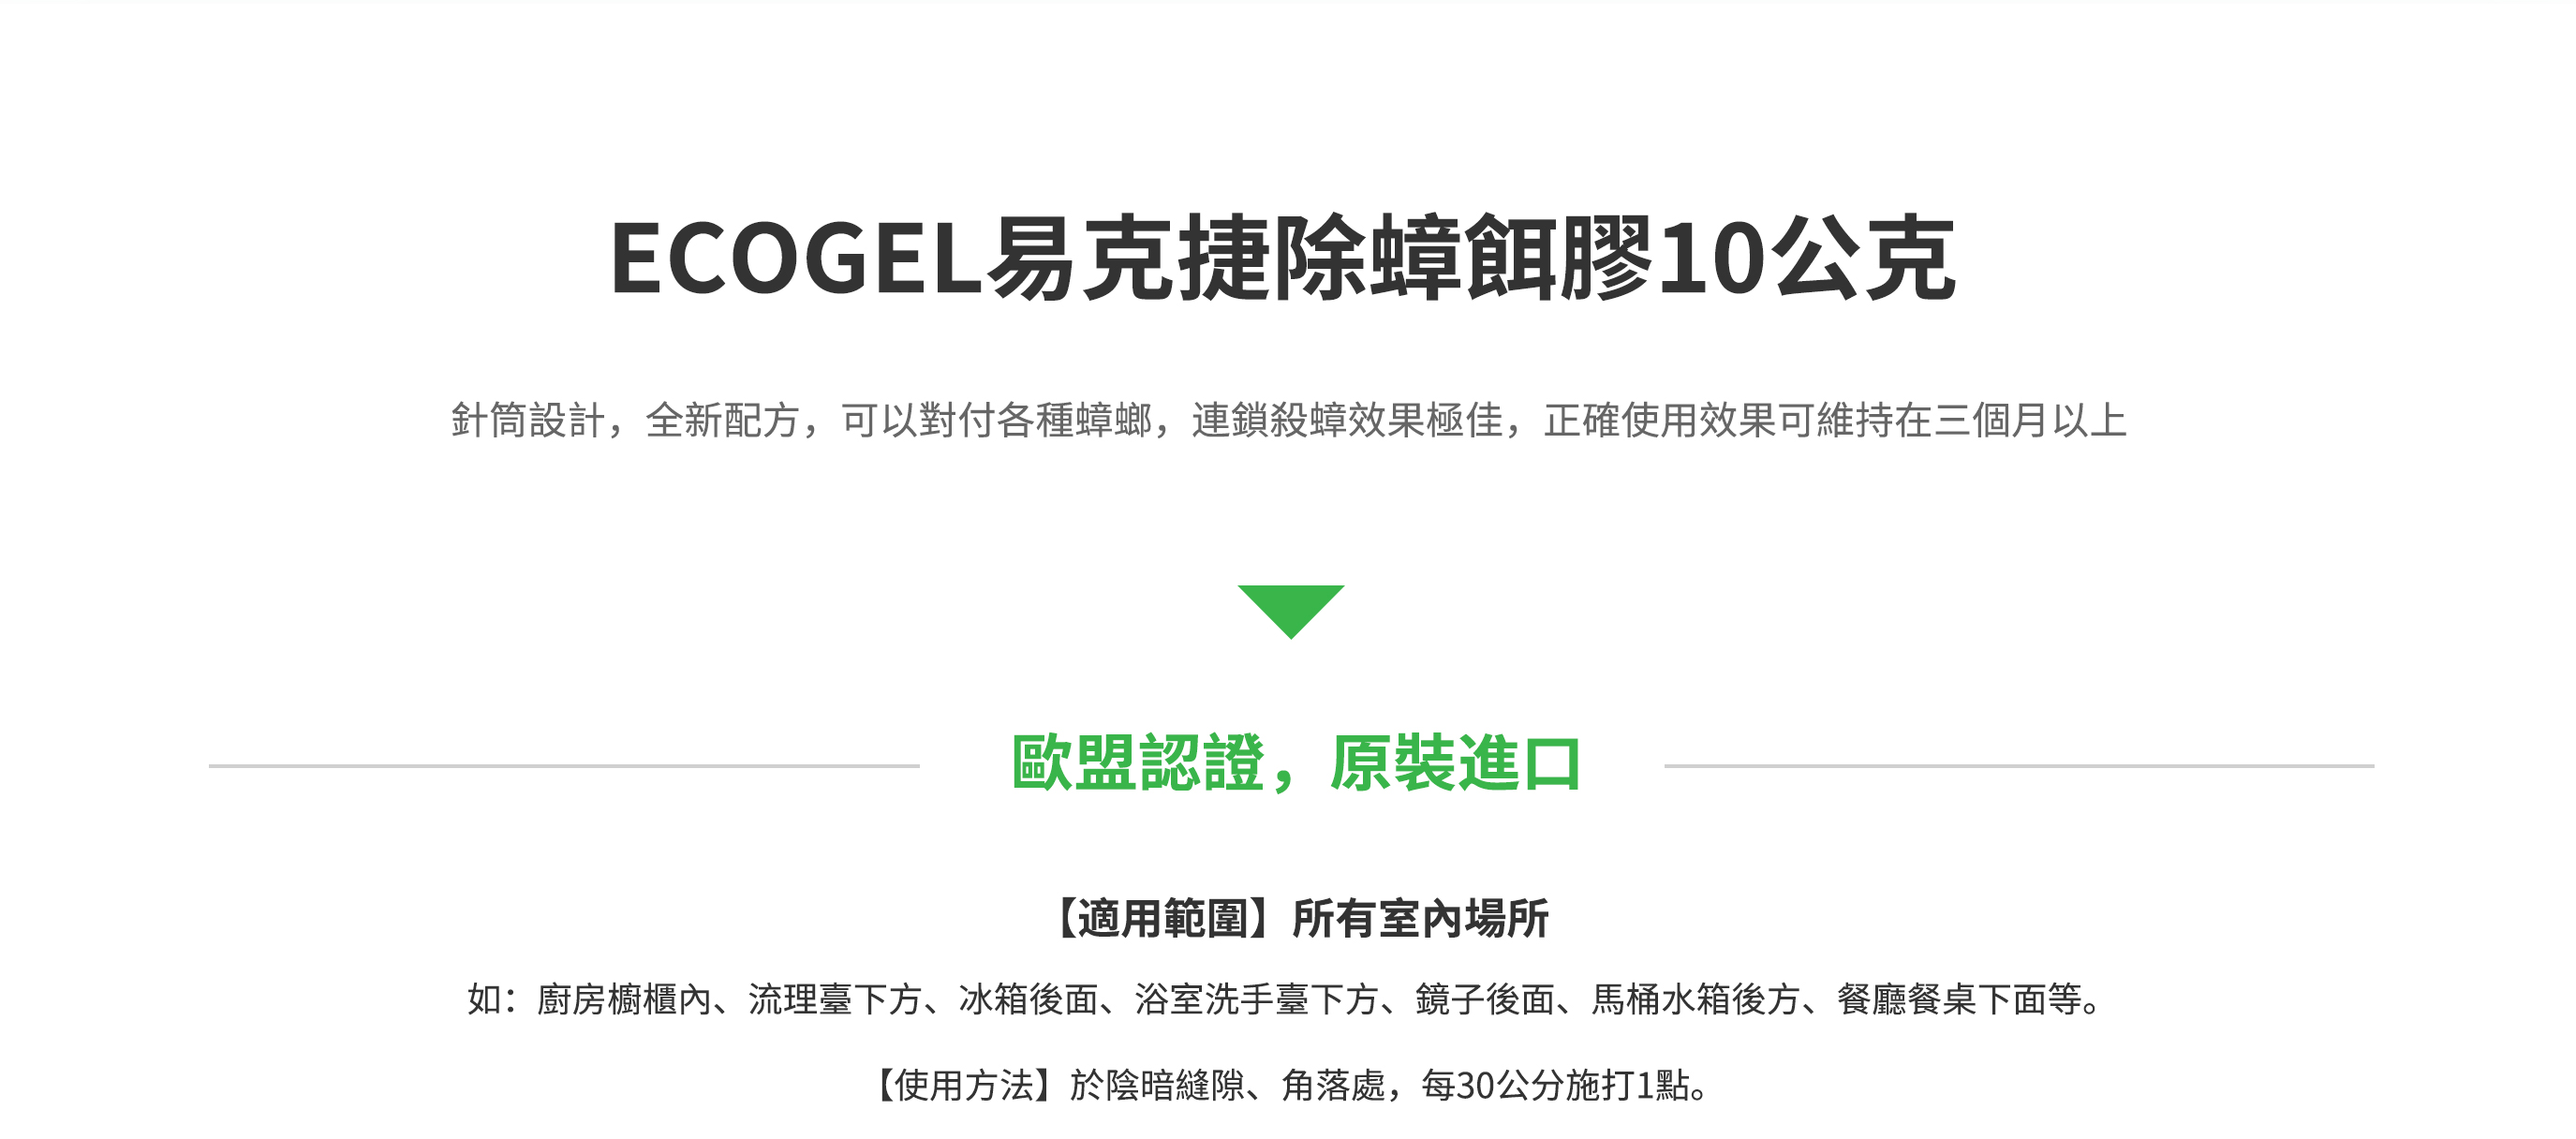 ECOGEL易克捷除蟑餌膠10公克
針筒設計，全新配方，可以對付各種蟑螂，連鎖殺蟑效果極佳，正確使用效果可維持在三個月以上
歐盟認證，原裝進口
【適用範圍】所有室內場所
如：廚房櫥櫃內、流理臺下方、冰箱後面、浴室洗手臺下方、鏡子後面、馬桶水箱後方、餐廳餐桌下面等。
【使用方法】於陰暗縫隙、角落處，每30公分施打1點。